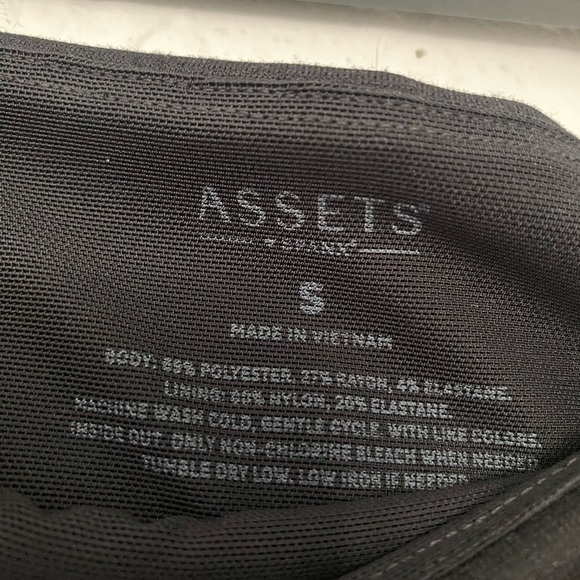 ASSETS
SPANX
S
MADE IN VIETNAM
BODY: 69% POLYESTER, 27% RAYON, 4% ELASTANE.
LINING: 80% NYLON, 20% ELASTANE.
MACHINE WASH COLD, GENTLE CYCLE. WITH LIKE COLORS,
INSIDE OUT. ONLY NON-CHLORINE BLEACH WHEN NEEDED.
TUMBLE DRY LOW. LOW IRON IF NEEDED.